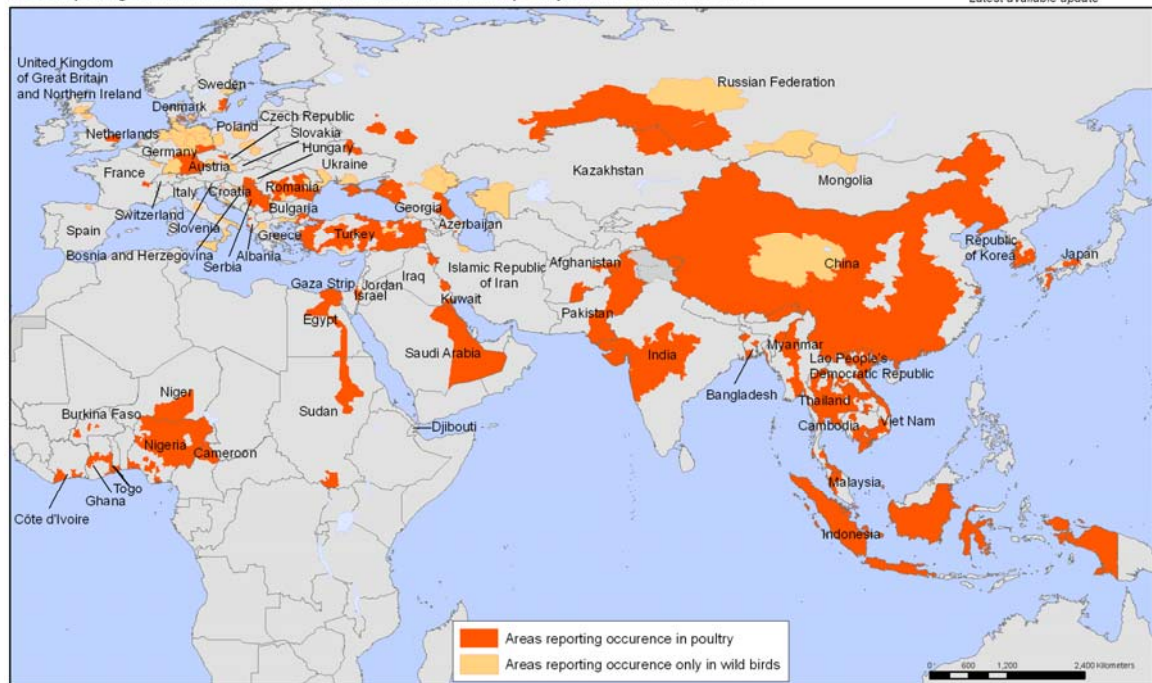 Latest available update
United Kingdom
of Great Britain
and Northern Ireland
Sweden
Russian Federation
Denmark
Czech Republic
Netherlands
Poland
Slovakia
Germany
Hungary
Austria
Ukraine
France
Kazakhstan
Italy
Croatia
Romania
Mongolia
Switzerland
Bulgaria
Georgia
Slovenia
Azerbaijan
Spain
Greece
Turkey
Bosnia and Herzegovina
Albania
Serbia
Republic
of Korea
Japan
Afghanistan
China
Islamic Republic
of Iran
Iraq
Gaza Strip
Jordan
Israel
Kuwait
Egypt
Pakistan
Saudi Arabia
India
Myanmar
Lao People's
Democratic Republic
Niger
Bangladesh
Thailand
Burkina Faso
Sudan
Viet Nam
Cambodia
Djibouti
Nigeria
Cameroon
Togo
Ghana
Côte d'Ivoire
Malaysia
Indonesia
Areas reporting occurence in poultry
Areas reporting occurence only in wild birds
0 600 1,200 2,400 Kilometers